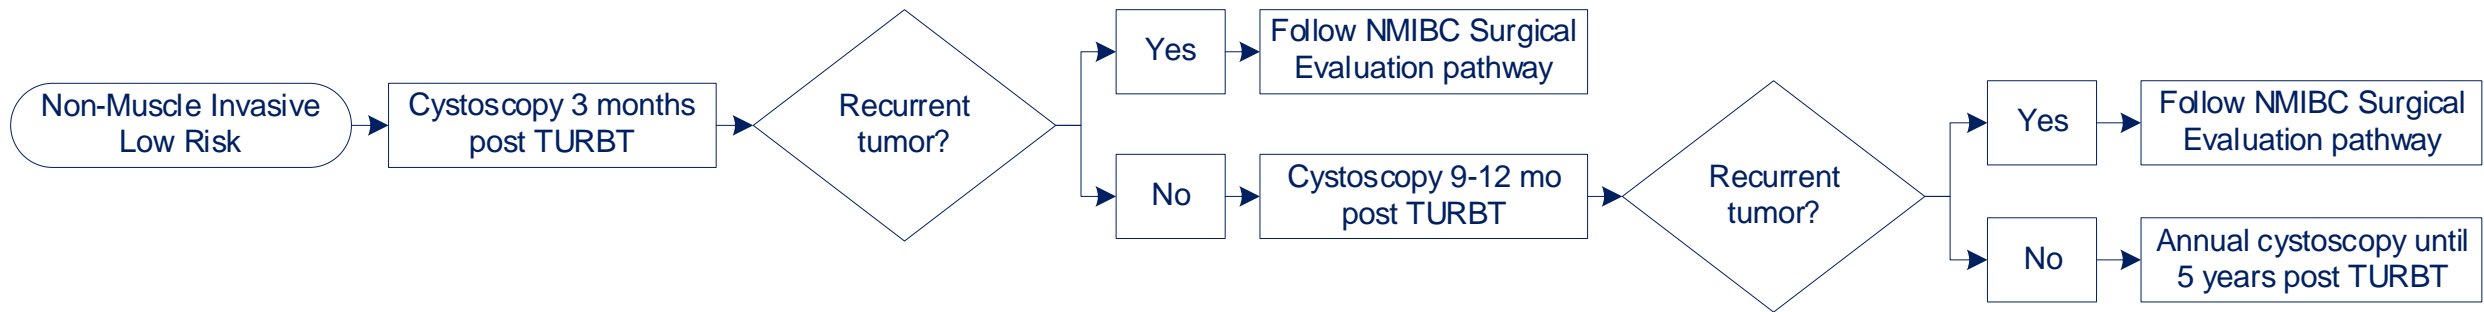 Non-Muscle Invasive
Low Risk
Cystoscopy 3 months
post TURBT
Recurrent
tumor?
Yes
Follow NMIBC Surgical
Evaluation pathway
No
Cystoscopy 9-12 mo
post TURBT
Recurrent
tumor?
Yes
Follow NMIBC Surgical
Evaluation pathway
No
Annual cystoscopy until
5 years post TURBT